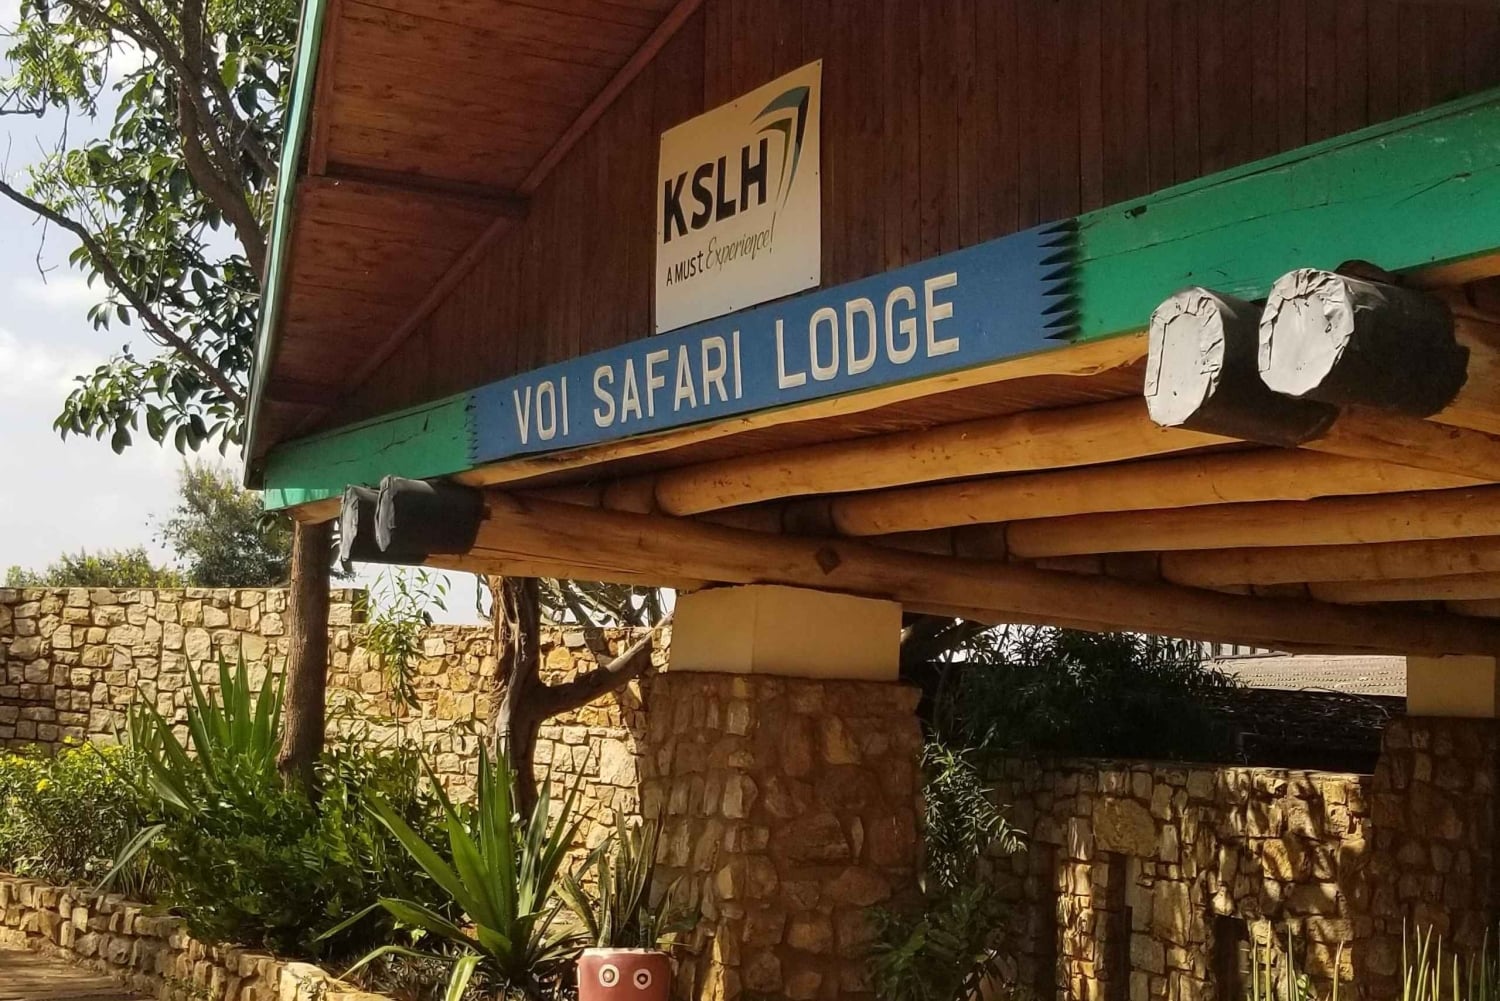 KSLH
A MUSt Experience!
VOI SAFARI LODGE